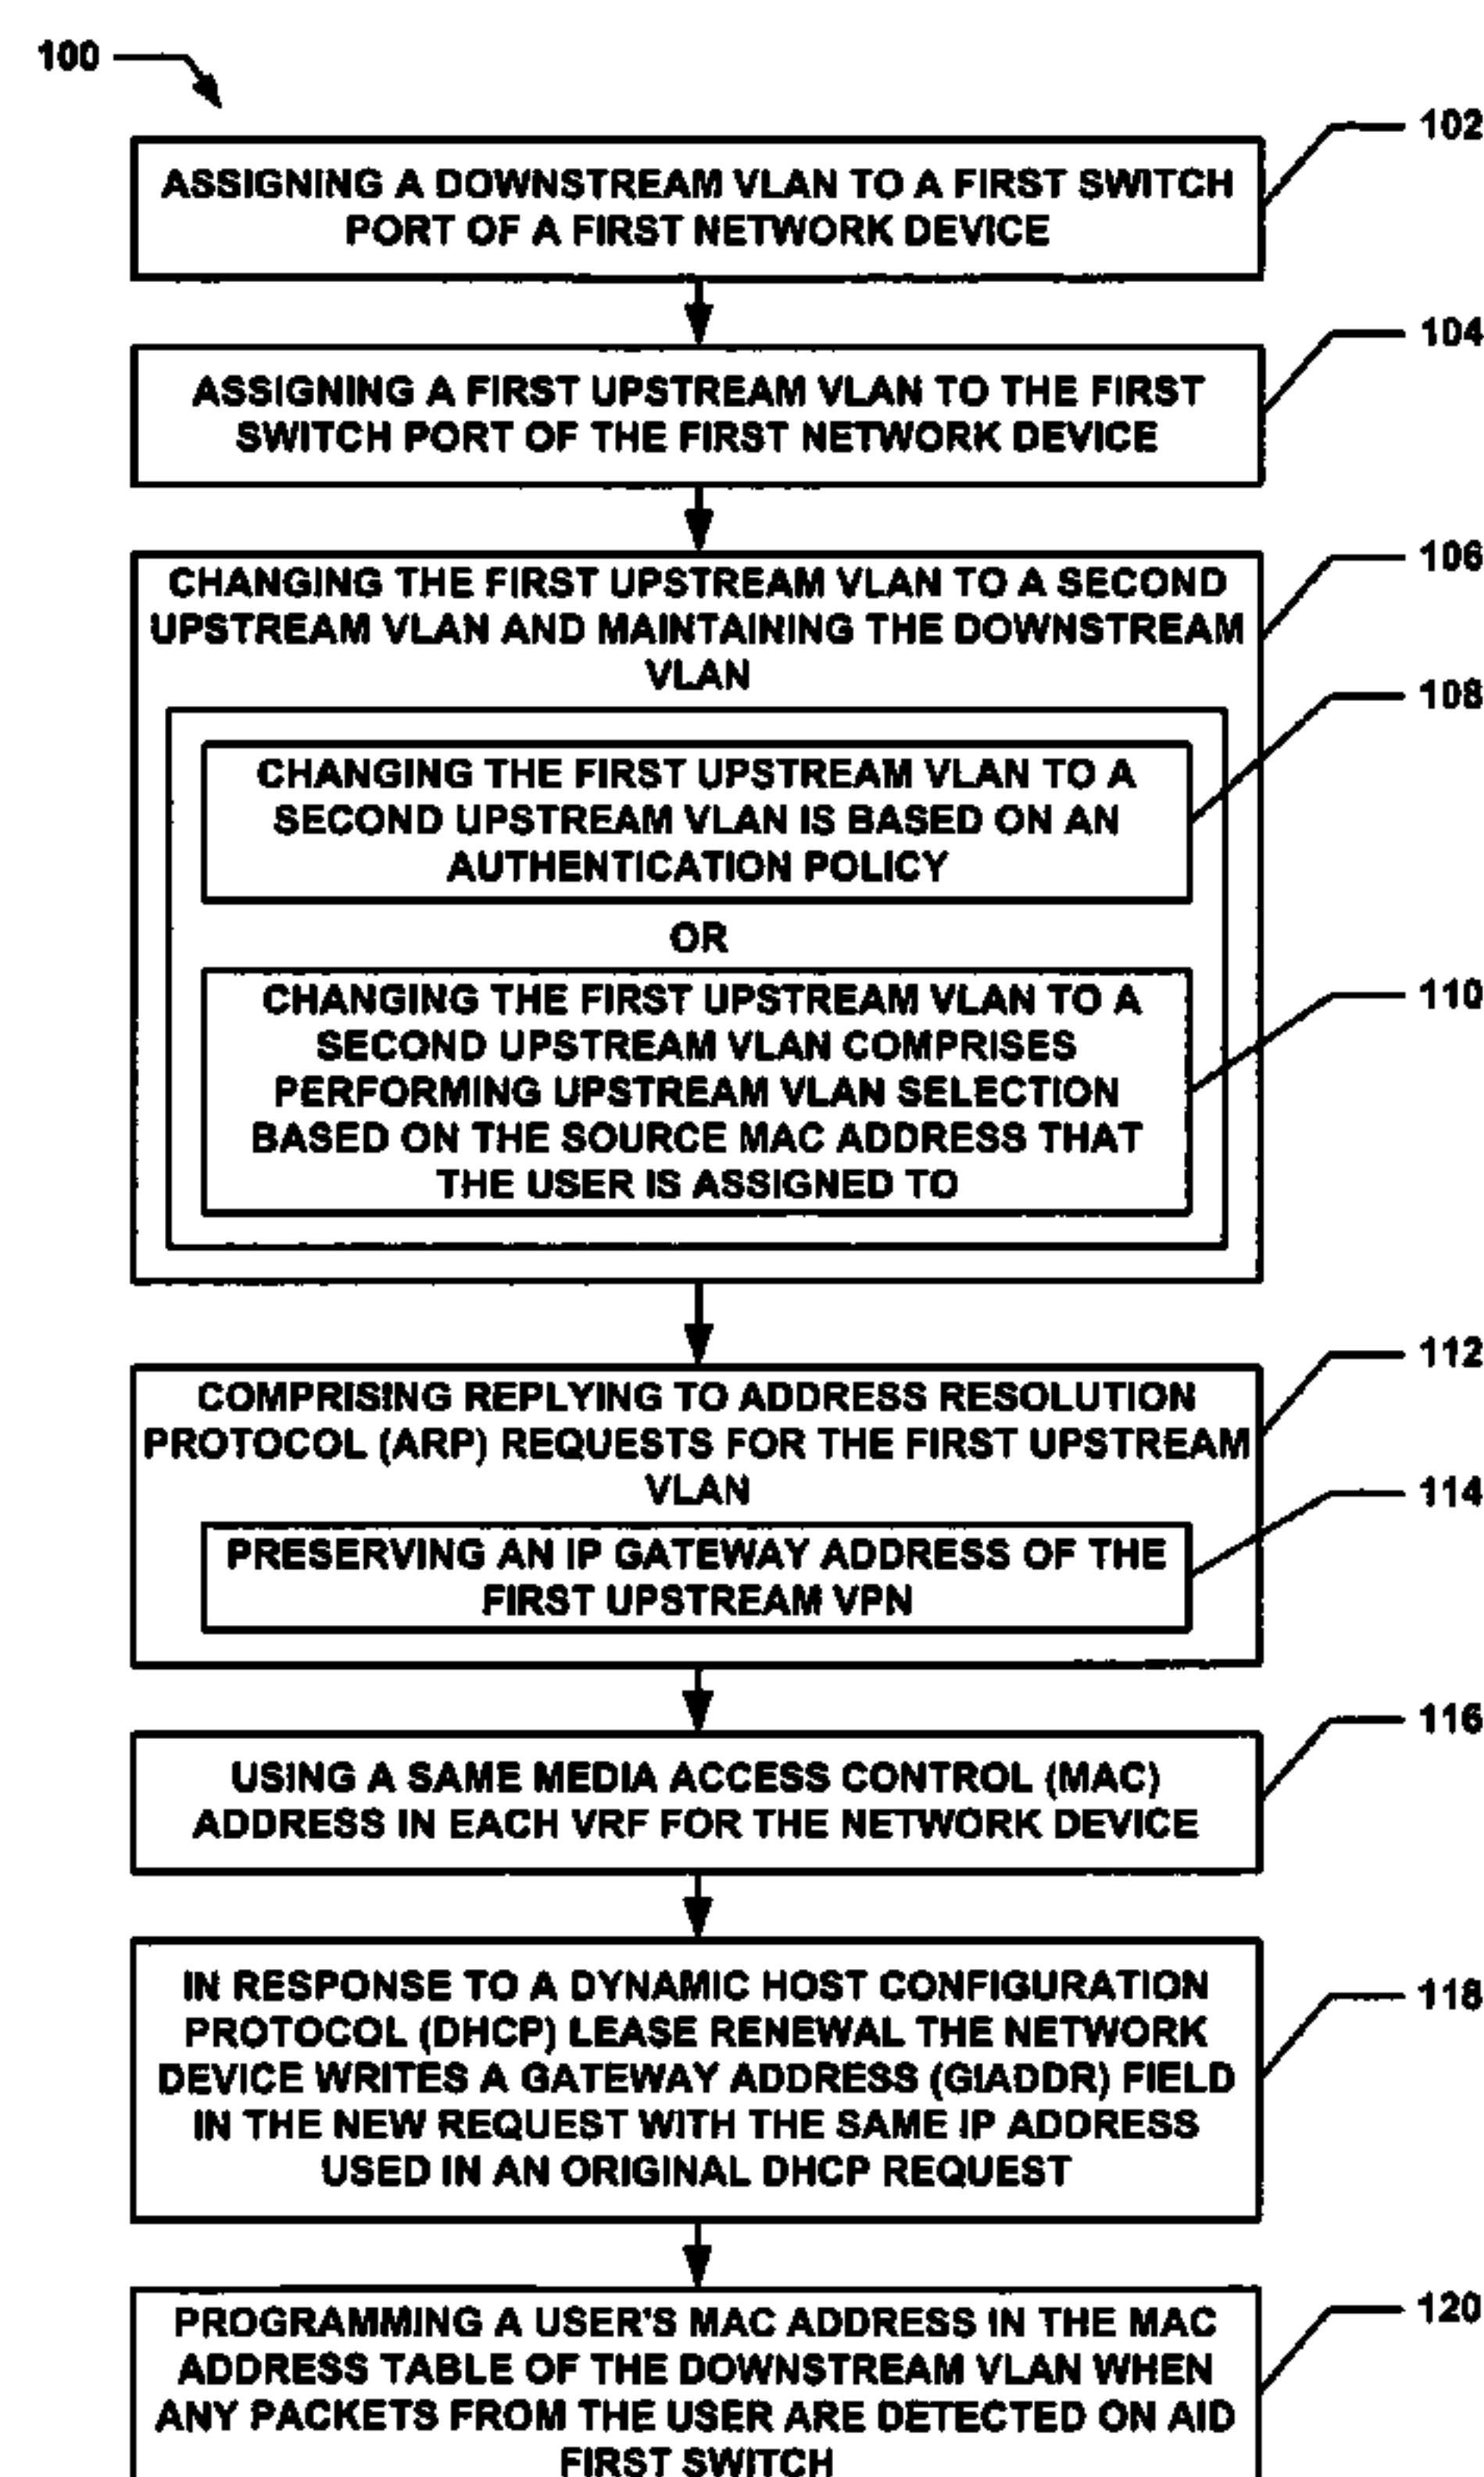 100
102
ASSIGNING A DOWNSTREAM VLAN TO A FIRST SWITCH
PORT OF A FIRST NETWORK DEVICE
104
ASSIGNING A FIRST UPSTREAM VLAN TO THE FIRST
SWITCH PORT OF THE FIRST NETWORK DEVICE
106
CHANGING THE FIRST UPSTREAM VLAN TO A SECOND
UPSTREAM VLAN AND MAINTAINING THE DOWNSTREAM
VLAN
108
CHANGING THE FIRST UPSTREAM VLAN TO A
SECOND UPSTREAM VLAN IS BASED ON AN
AUTHENTICATION POLICY
OR
110
CHANGING THE FIRST UPSTREAM VLAN TO A
SECOND UPSTREAM VLAN COMPRISES
PERFORMING UPSTREAM VLAN SELECTION
BASED ON THE SOURCE MAC ADDRESS THAT
THE USER IS ASSIGNED TO
112
COMPRISING REPLYING TO ADDRESS RESOLUTION
PROTOCOL (ARP) REQUESTS FOR THE FIRST UPSTREAM
VLAN
114
PRESERVING AN IP GATEWAY ADDRESS OF THE
FIRST UPSTREAM VPN
116
USING A SAME MEDIA ACCESS CONTROL (MAC)
ADDRESS IN EACH VRF FOR THE NETWORK DEVICE
118
IN RESPONSE TO A DYNAMIC HOST CONFIGURATION
PROTOCOL (DHCP) LEASE RENEWAL THE NETWORK
DEVICE WRITES A GATEWAY ADDRESS (GIADDR) FIELD
IN THE NEW REQUEST WITH THE SAME IP ADDRESS
USED IN AN ORIGINAL DHCP REQUEST
120
PROGRAMMING A USER'S MAC ADDRESS IN THE MAC
ADDRESS TABLE OF THE DOWNSTREAM VLAN WHEN
ANY PACKETS FROM THE USER ARE DETECTED ON AID
FIRST SWITCH